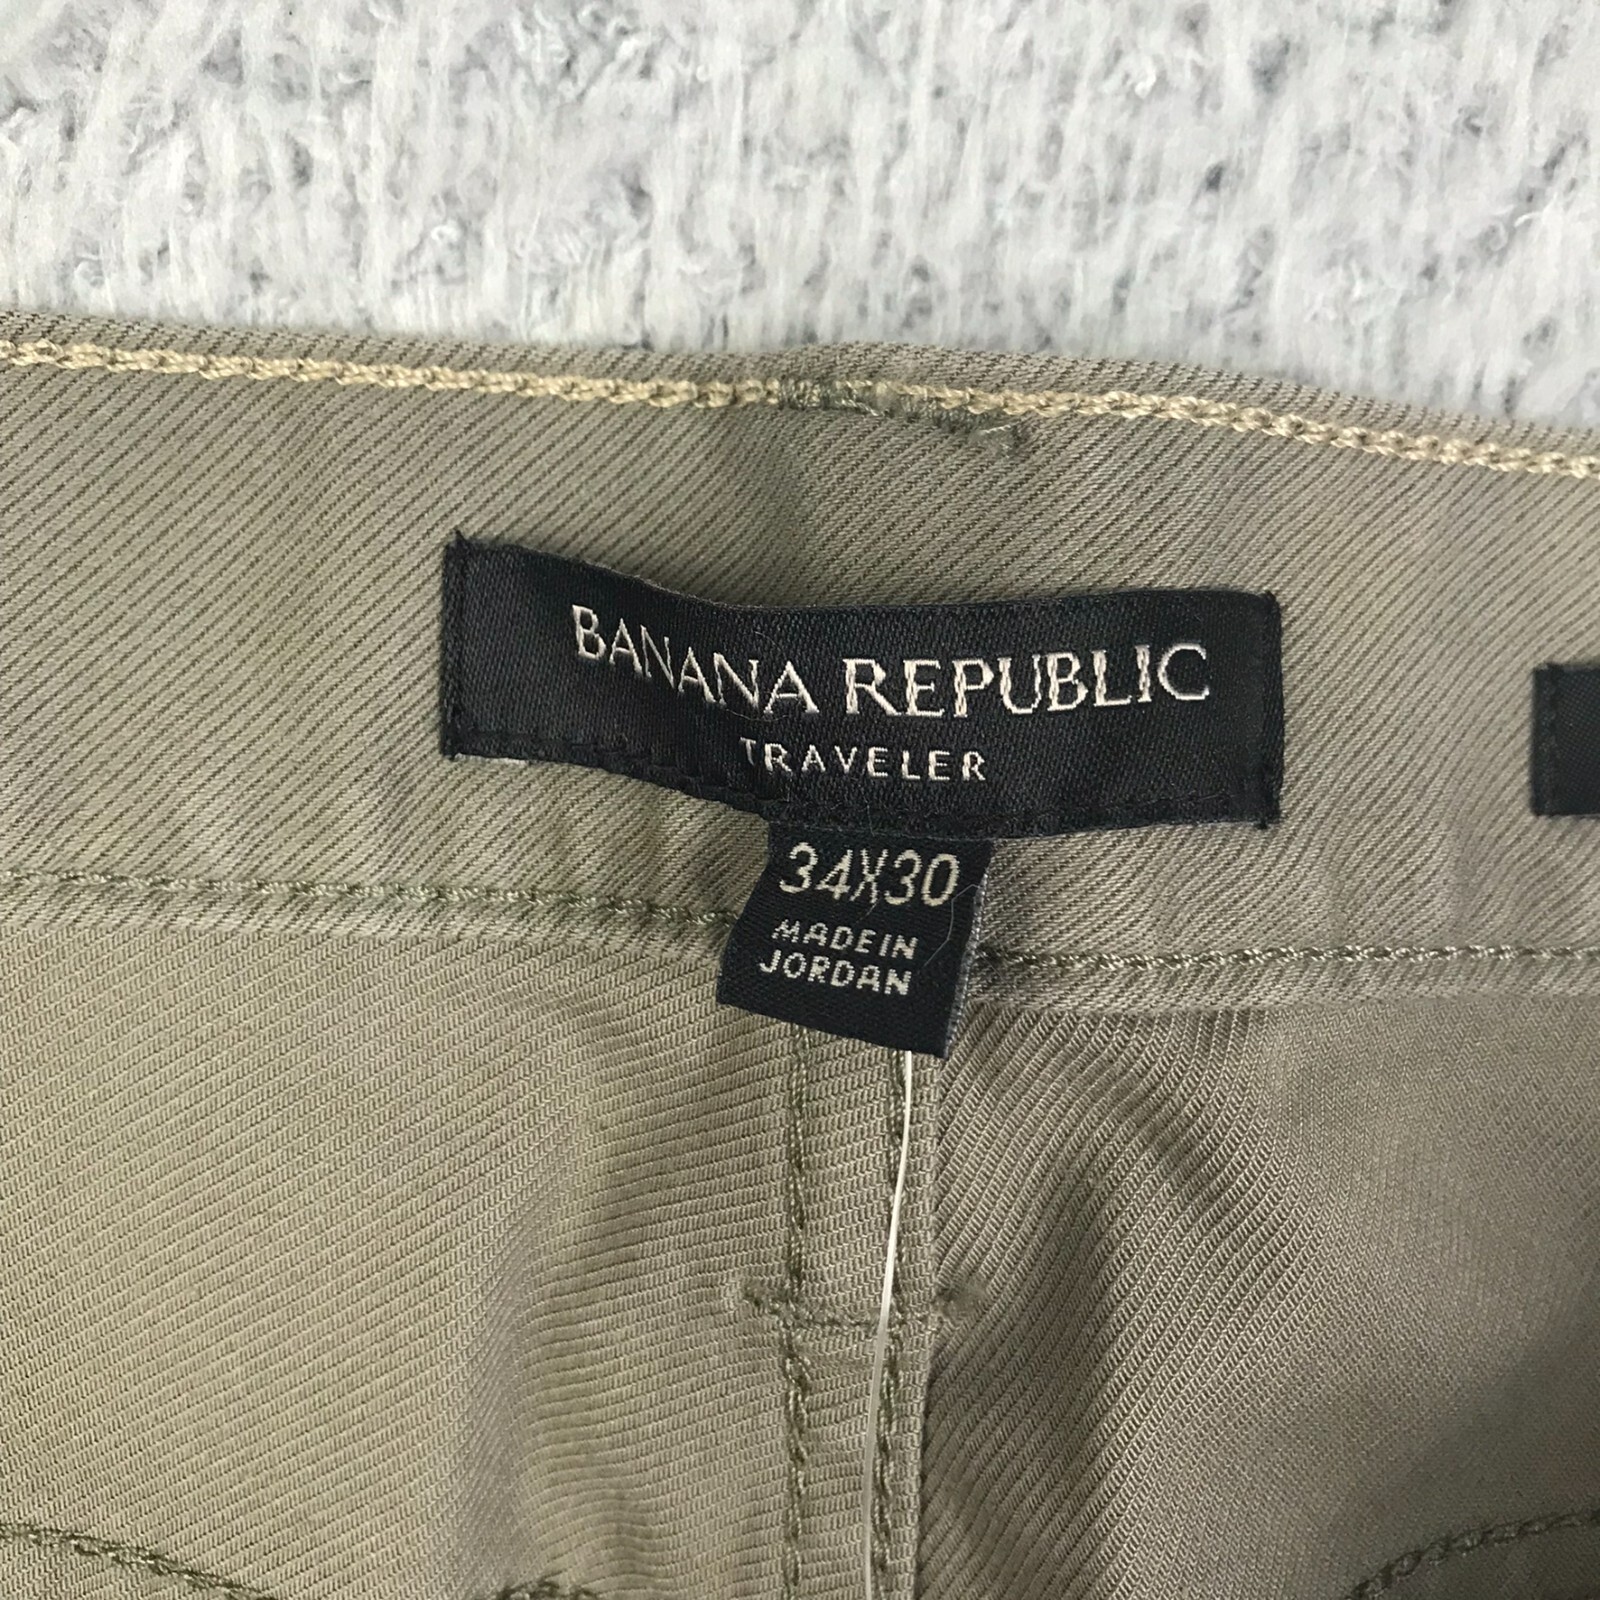 BANANA REPUBLIC
TRAVELER
34X30
MADE IN
JORDAN